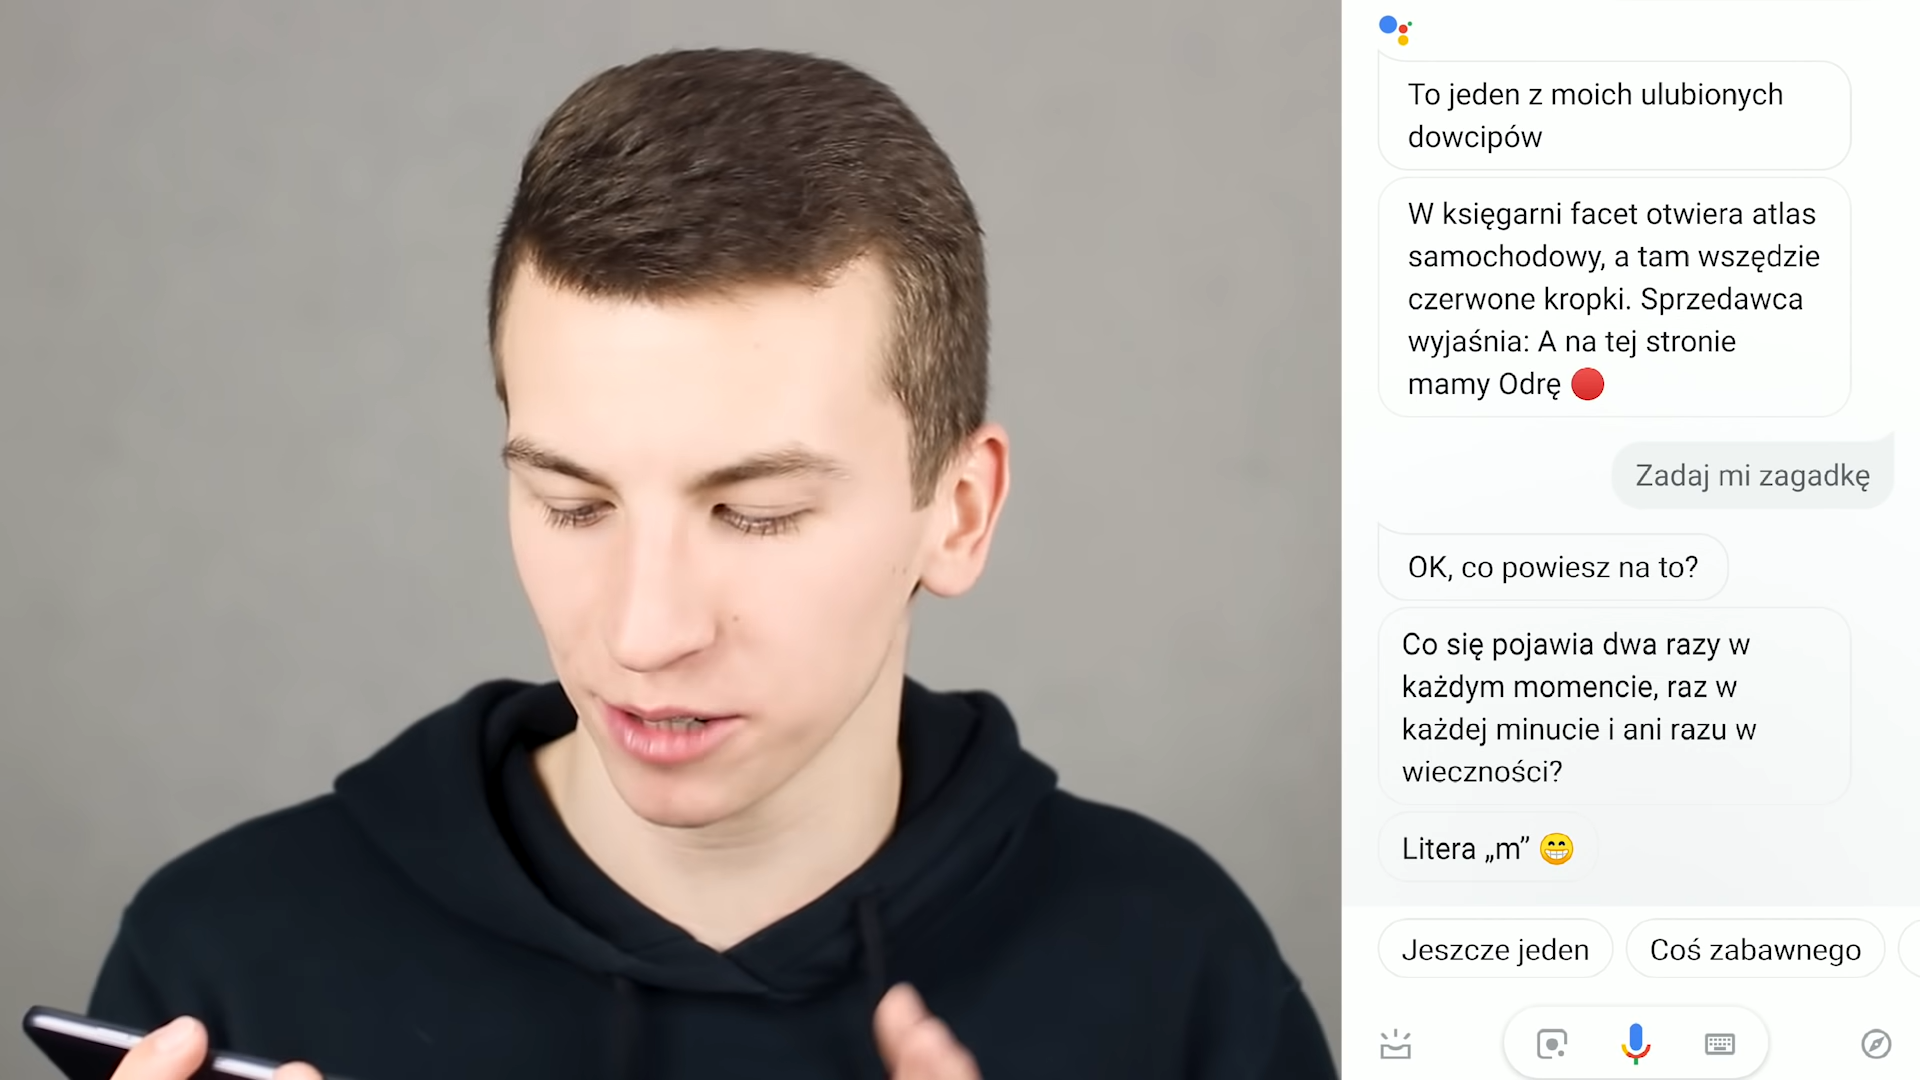 To jeden z moich ulubionych
dowcipów
W księgarni facet otwiera atlas
samochodowy, a tam wszędzie
czerwone kropki. Sprzedawca
wyjaśnia: A na tej stronie
mamy Odrę 🔴
Zadaj mi zagadkę
OK, co powiesz na to?
Co się pojawia dwa razy w
każdym momencie, raz w
każdej minucie i ani razu w
wieczności?
Litera „m” 😁
Jeszcze jeden
Coś zabawnego